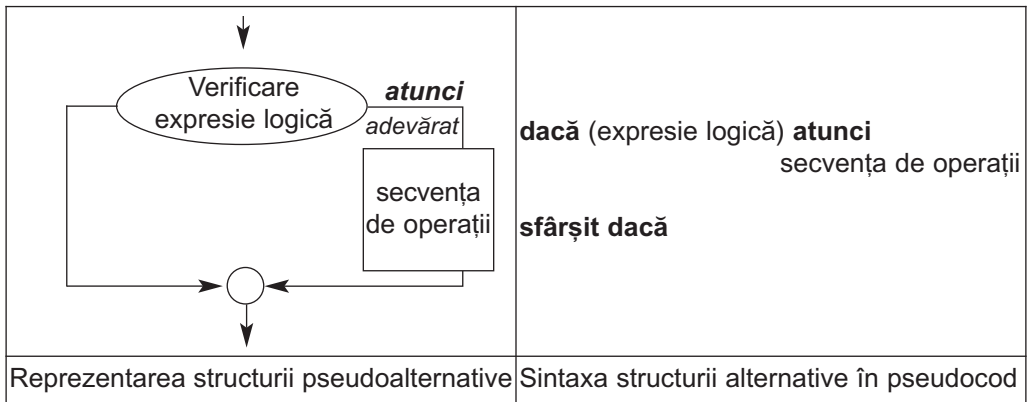 Verificare
expresie logică
atunci
adevărat
secvența
de operații
dacă (expresie logică) atunci
secvența de operații
sfârșit dacă
Reprezentarea structurii pseudoalternative
Sintaxa structurii alternative în pseudocod